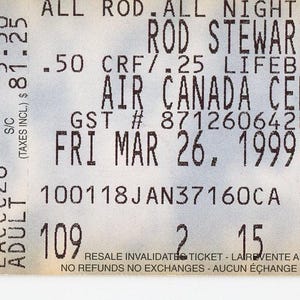 ALL ROD.ALL NIGHT
ROD STEWAR
.50 CRF/.25 LIFEB
AIR CANADA CE
GST # 871260642
FRI MAR 26, 1999
100118JAN37160CA
109 2 15
RESALE INVALIDATES TICKET - LA REVENTE A
NO REFUNDS NO EXCHANGES - AUCUN ÉCHANGE
S/C
(TAXES INCL.) $ 81.25
ADULT